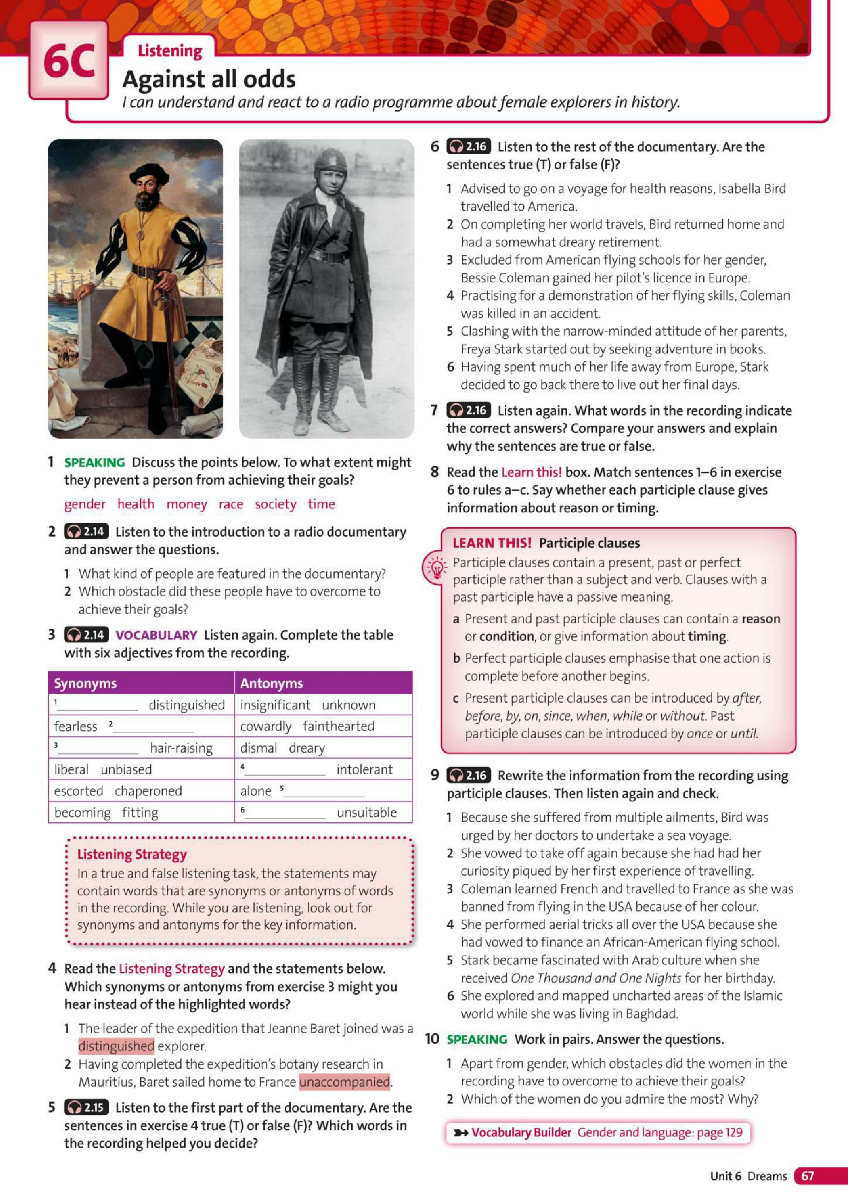 6C
Listening
Against all odds
I can understand and react to a radio programme about female explorers in history.
1 SPEAKING Discuss the points below. To what extent might
they prevent a person from achieving their goals?
gender health money race society time
2 2.14 Listen to the introduction to a radio documentary
and answer the questions.
1 What kind of people are featured in the documentary?
2 Which obstacle did these people have to overcome to
achieve their goals?
3 2.14 VOCABULARY Listen again. Complete the table
with six adjectives from the recording.
Synonyms Antonyms
1 ____________ distinguished insignificant unknown
fearless 2 ____________ cowardly fainthearted
3 ____________ hair-raising dismal dreary
liberal unbiased 4 ____________ intolerant
escorted chaperoned alone 5 ____________
becoming fitting 6 ____________ unsuitable
Listening Strategy
In a true and false listening task, the statements may
contain words that are synonyms or antonyms of words
in the recording. While you are listening, look out for
synonyms and antonyms for the key information.
4 Read the Listening Strategy and the statements below.
Which synonyms or antonyms from exercise 3 might you
hear instead of the highlighted words?
1 The leader of the expedition that Jeanne Baret joined was a
distinguished explorer.
2 Having completed the expedition's botany research in
Mauritius, Baret sailed home to France unaccompanied.
5 2.15 Listen to the first part of the documentary. Are the
sentences in exercise 4 true (T) or false (F)? Which words in
the recording helped you decide?
6 2.16 Listen to the rest of the documentary. Are the
sentences true (T) or false (F)?
1 Advised to go on a voyage for health reasons, Isabella Bird
travelled to America.
2 On completing her world travels, Bird returned home and
had a somewhat dreary retirement.
3 Excluded from American flying schools for her gender,
Bessie Coleman gained her pilot's licence in Europe.
4 Practising for a demonstration of her flying skills, Coleman
was killed in an accident.
5 Clashing with the narrow-minded attitude of her parents,
Freya Stark started out by seeking adventure in books.
6 Having spent much of her life away from Europe, Stark
decided to go back there to live out her final days.
7 2.16 Listen again. What words in the recording indicate
the correct answers? Compare your answers and explain
why the sentences are true or false.
8 Read the Learn this! box. Match sentences 1–6 in exercise
6 to rules a–c. Say whether each participle clause gives
information about reason or timing.
LEARN THIS! Participle clauses
Participle clauses contain a present, past or perfect
participle rather than a subject and verb. Clauses with a
past participle have a passive meaning.
a Present and past participle clauses can contain a reason
or condition, or give information about timing.
b Perfect participle clauses emphasise that one action is
complete before another begins.
c Present participle clauses can be introduced by after,
before, by, on, since, when, while or without. Past
participle clauses can be introduced by once or until.
9 2.16 Rewrite the information from the recording using
participle clauses. Then listen again and check.
1 Because she suffered from multiple ailments, Bird was
urged by her doctors to undertake a sea voyage.
2 She vowed to take off again because she had had her
curiosity piqued by her first experience of travelling.
3 Coleman learned French and travelled to France as she was
banned from flying in the USA because of her colour.
4 She performed aerial tricks all over the USA because she
had vowed to finance an African-American flying school.
5 Stark became fascinated with Arab culture when she
received One Thousand and One Nights for her birthday.
6 She explored and mapped uncharted areas of the Islamic
world while she was living in Baghdad.
10 SPEAKING Work in pairs. Answer the questions.
1 Apart from gender, which obstacles did the women in the
recording have to overcome to achieve their goals?
2 Which of the women do you admire the most? Why?
Vocabulary Builder Gender and language: page 129
Unit 6 Dreams 67